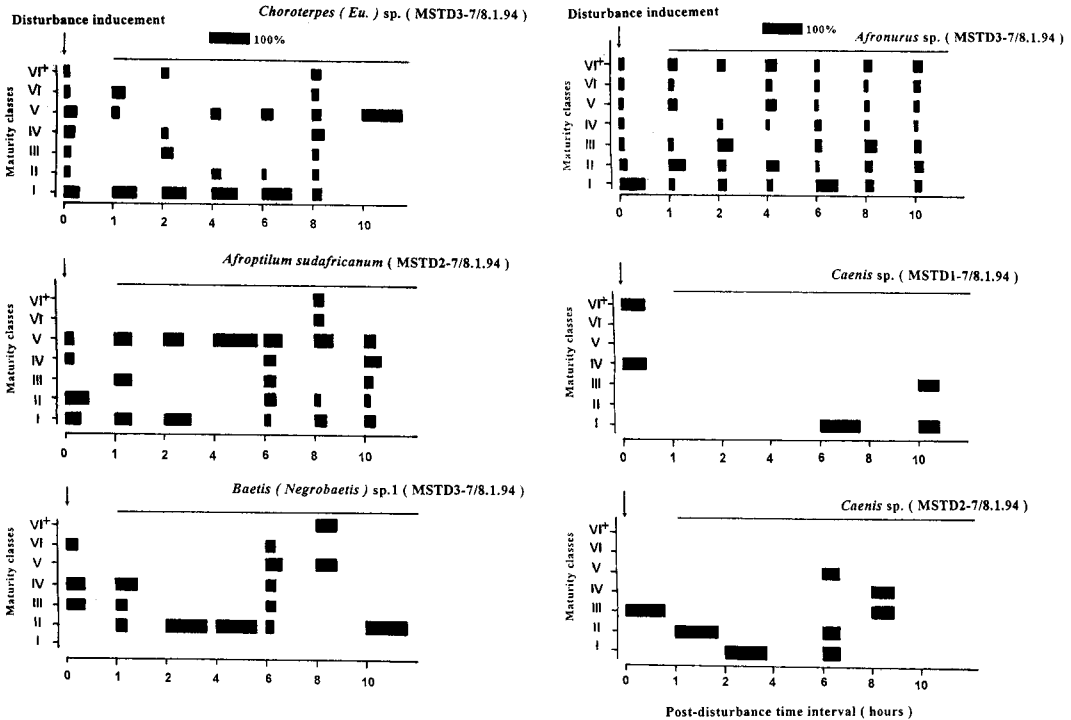 Disturbance inducement
Choroterpes ( Eu. ) sp. ( MSTD3-7/8.1.94 )
100%
Maturity classes
VI+
VI
V
IV
III
II
I
0 1 2 4 6 8 10
Afroptilum sudafricanum ( MSTD2-7/8.1.94 )
Maturity classes
VI+
VI
V
IV
III
II
I
0 1 2 4 6 8 10
Baetis ( Negrobaetis ) sp.1 ( MSTD3-7/8.1.94 )
Maturity classes
VI+
VI
V
IV
III
II
I
0 1 2 4 6 8 10
Disturbance inducement
100%
Afronurus sp. ( MSTD3-7/8.1.94 )
Maturity classes
VI+
VI
V
IV
III
II
I
0 1 2 4 6 8 10
Caenis sp. ( MSTD1-7/8.1.94 )
Maturity classes
VI+
VI
V
IV
III
II
I
0 1 2 4 6 8 10
Caenis sp. ( MSTD2-7/8.1.94 )
Maturity classes
VI+
VI
V
IV
III
II
I
0 1 2 4 6 8 10
Post-disturbance time interval ( hours )